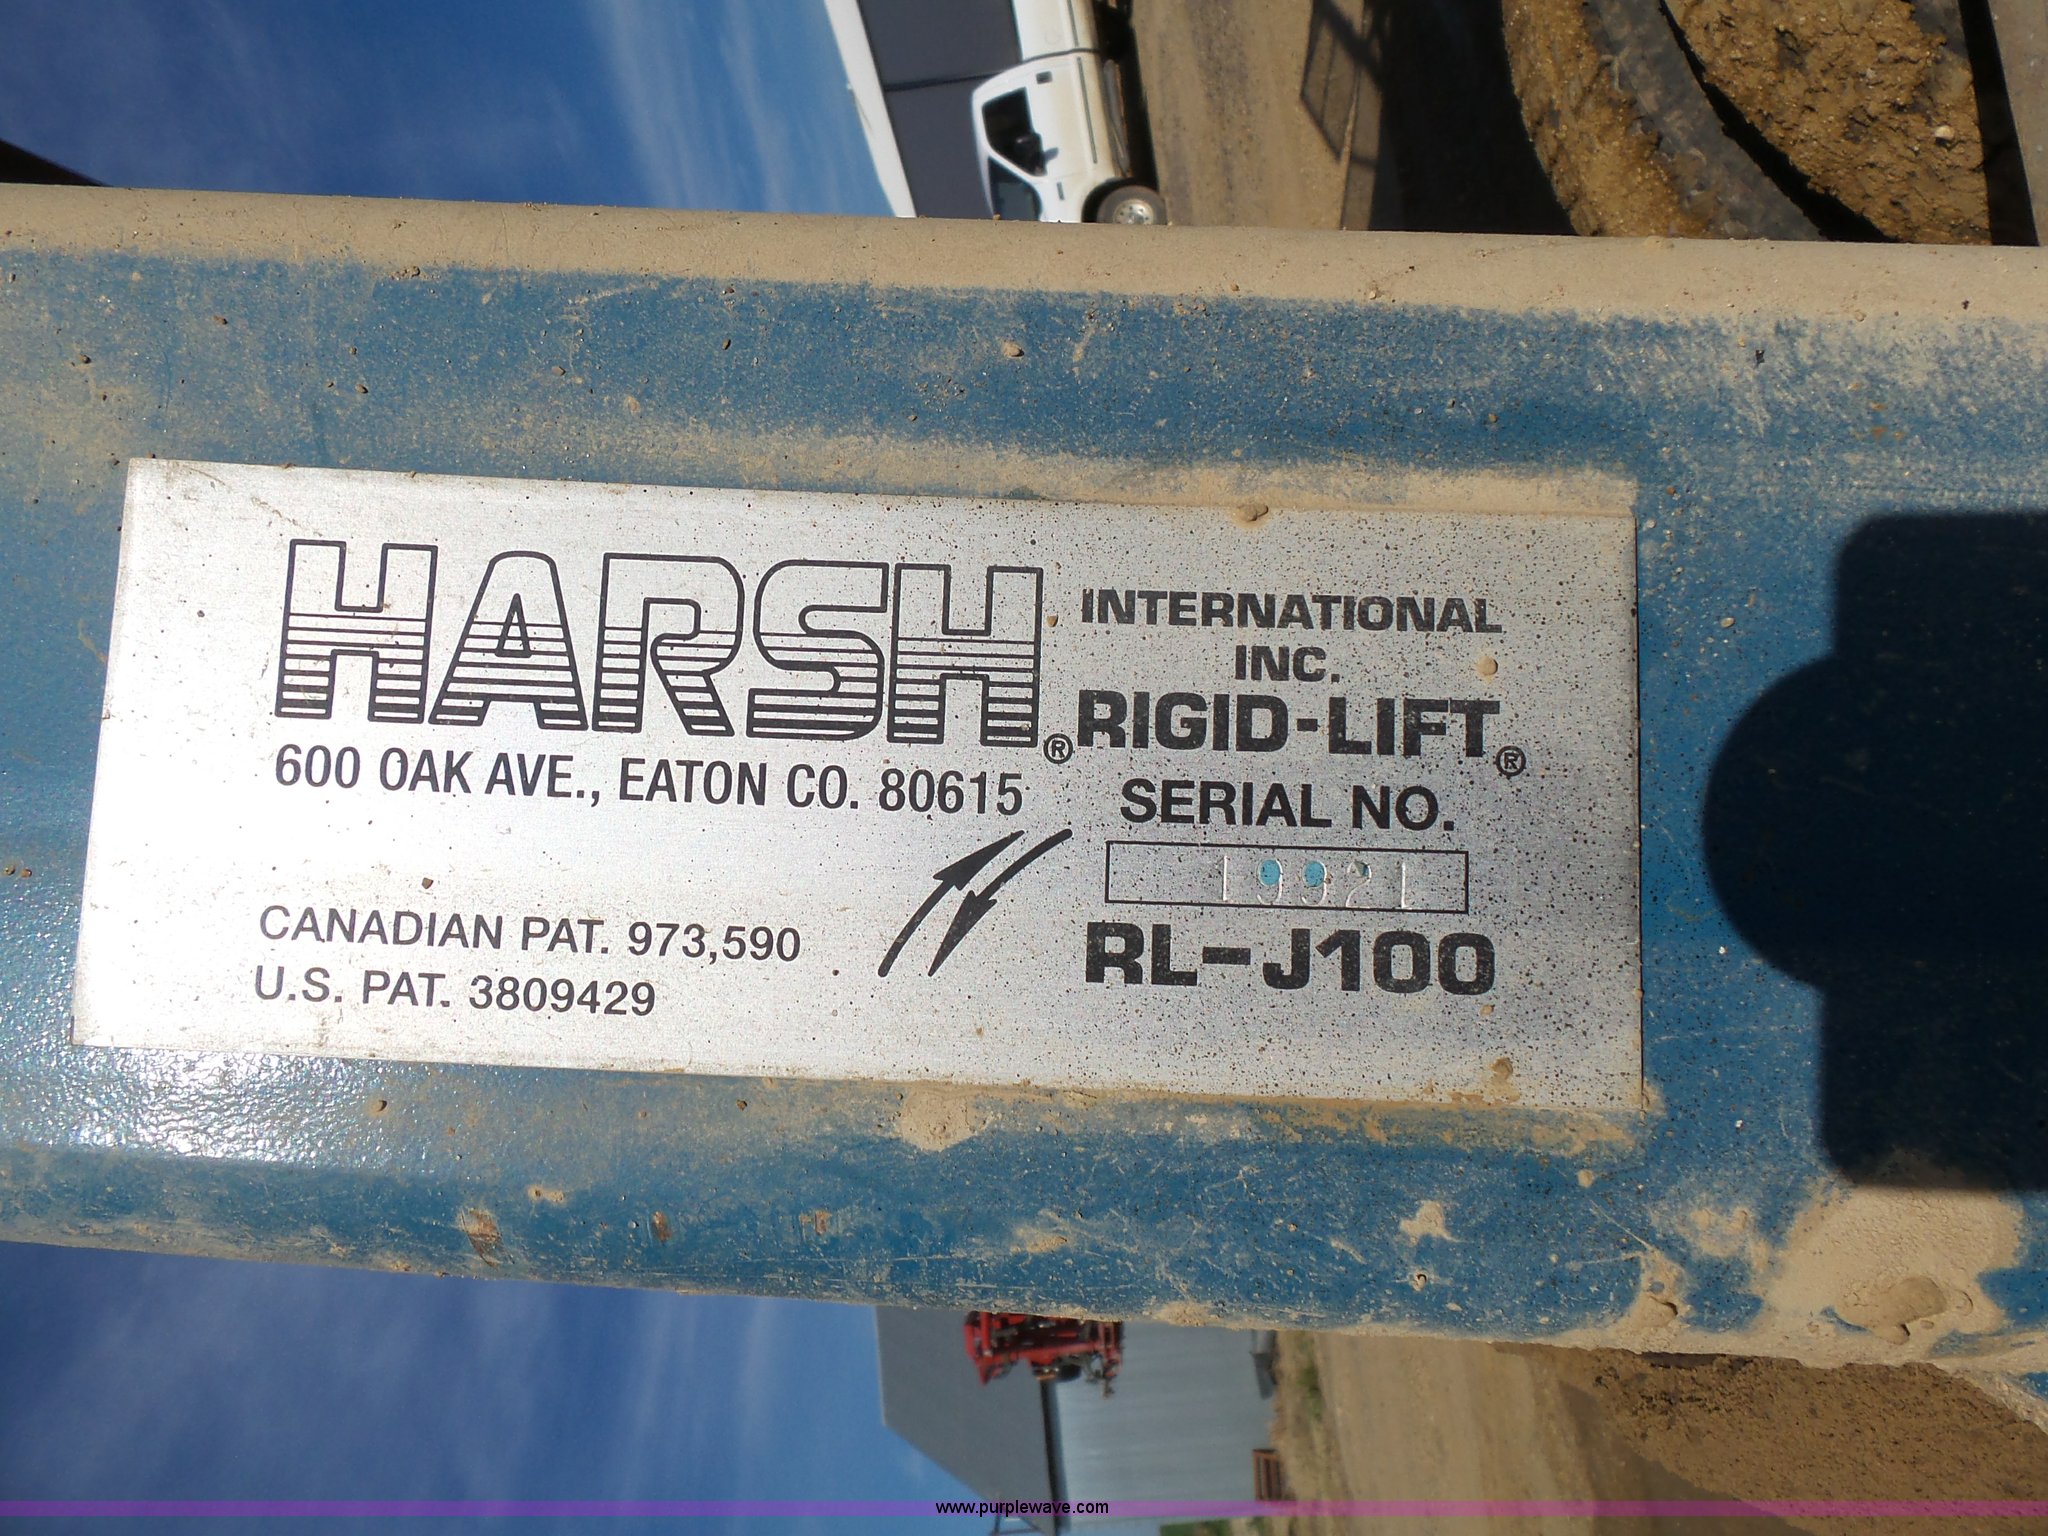 HARSH®
600 OAK AVE., EATON CO. 80615
CANADIAN PAT. 973,590
U.S. PAT. 3809429
INTERNATIONAL
INC.
RIGID-LIFT®
SERIAL NO.
19921
RL-J100
www.purplewave.com